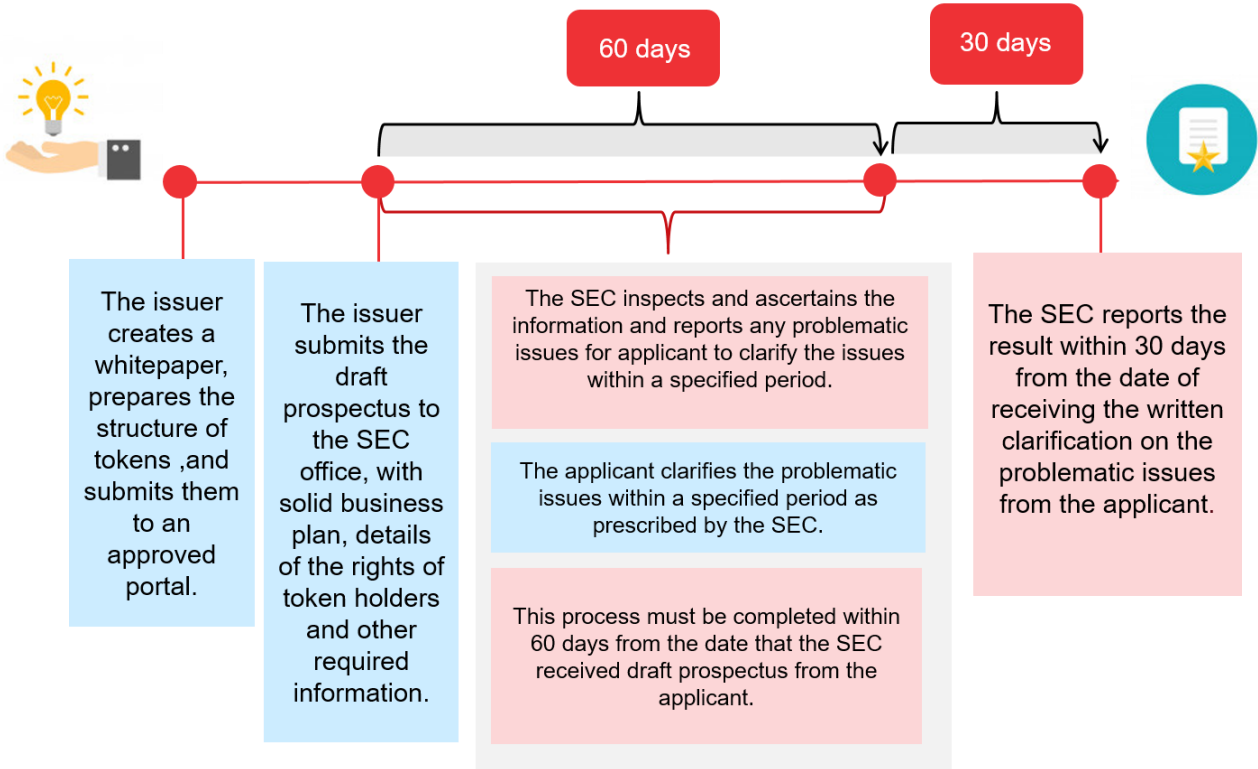 60 days
30 days
The issuer
creates a
whitepaper,
prepares the
structure of
tokens ,and
submits them
to an
approved
portal.
The issuer
submits the
draft
prospectus to
the SEC
office, with
solid business
plan, details
of the rights of
token holders
and other
required
information.
The SEC inspects and ascertains the
information and reports any problematic
issues for applicant to clarify the issues
within a specified period.
The applicant clarifies the problematic
issues within a specified period as
prescribed by the SEC.
This process must be completed within
60 days from the date that the SEC
received draft prospectus from the
applicant.
The SEC reports the
result within 30 days
from the date of
receiving the written
clarification on the
problematic issues
from the applicant.